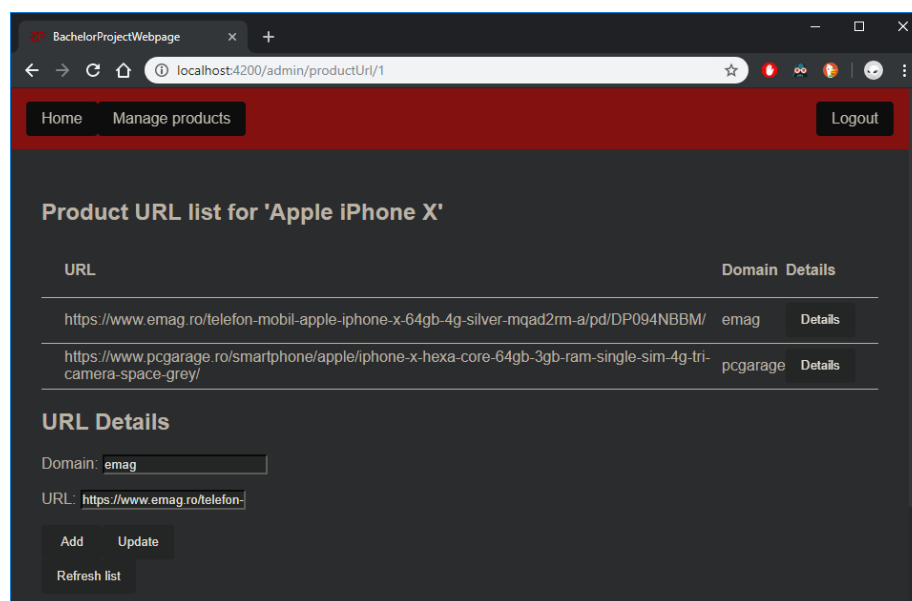 BachelorProjectWebpage
localhost:4200/admin/productUrl/1
Home Manage products Logout
Product URL list for 'Apple iPhone X'
URL Domain Details
https://www.emag.ro/telefon-mobil-apple-iphone-x-64gb-4g-silver-mqad2rm-a/pd/DP094NBBM/ emag Details
https://www.pcgarage.ro/smartphone/apple/iphone-x-hexa-core-64gb-3gb-ram-single-sim-4g-tri-
camera-space-grey/ pcgarage Details
URL Details
Domain: emag
URL: https://www.emag.ro/telefon-
Add Update
Refresh list